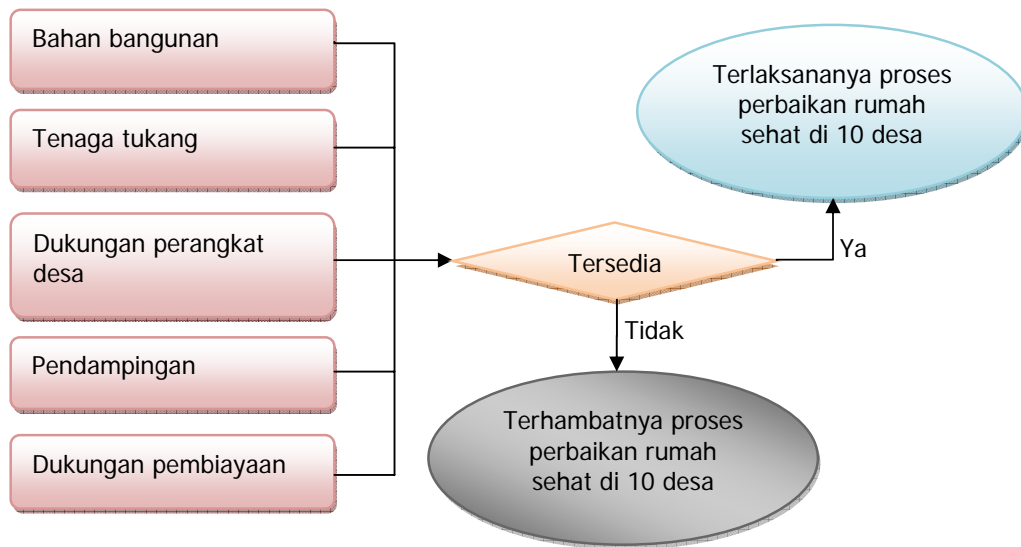 Bahan bangunan
Tenaga tukang
Dukungan perangkat
desa
Pendampingan
Dukungan pembiayaan
Tersedia
Ya
Terlaksananya proses
perbaikan rumah
sehat di 10 desa
Tidak
Terhambatnya proses
perbaikan rumah
sehat di 10 desa